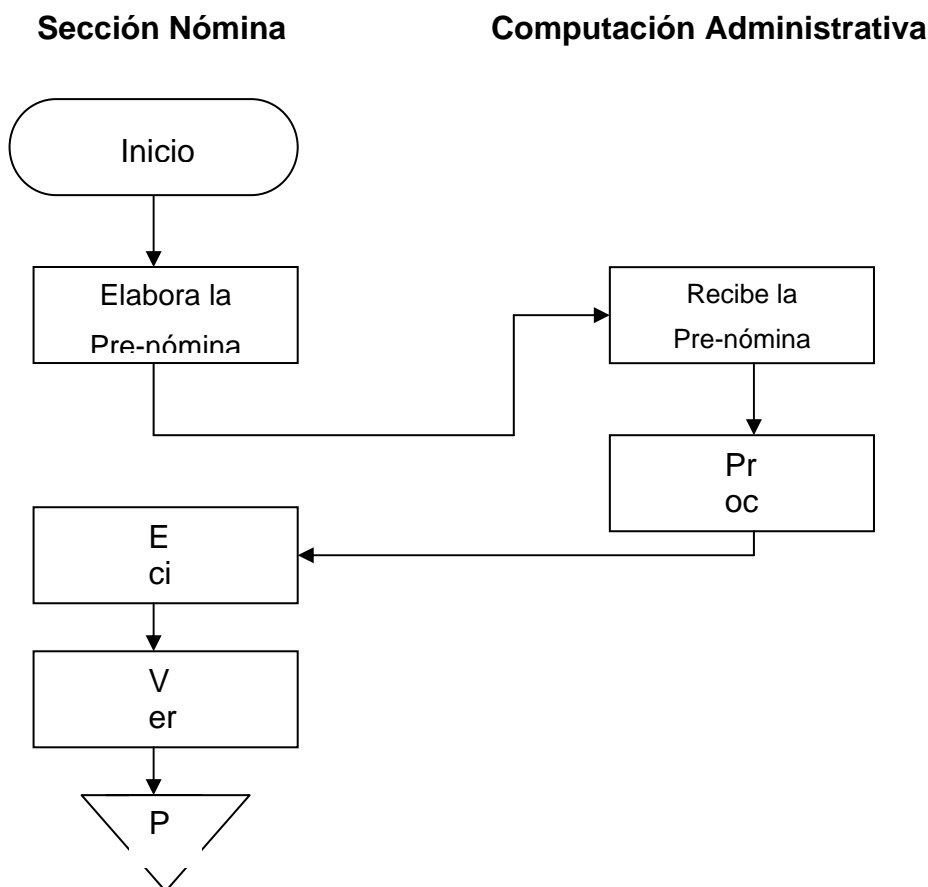 Sección Nómina
Computación Administrativa
Inicio
Elabora la
Pre-nómina
Recibe la
Pre-nómina
Pr
oc
E
ci
V
er
P